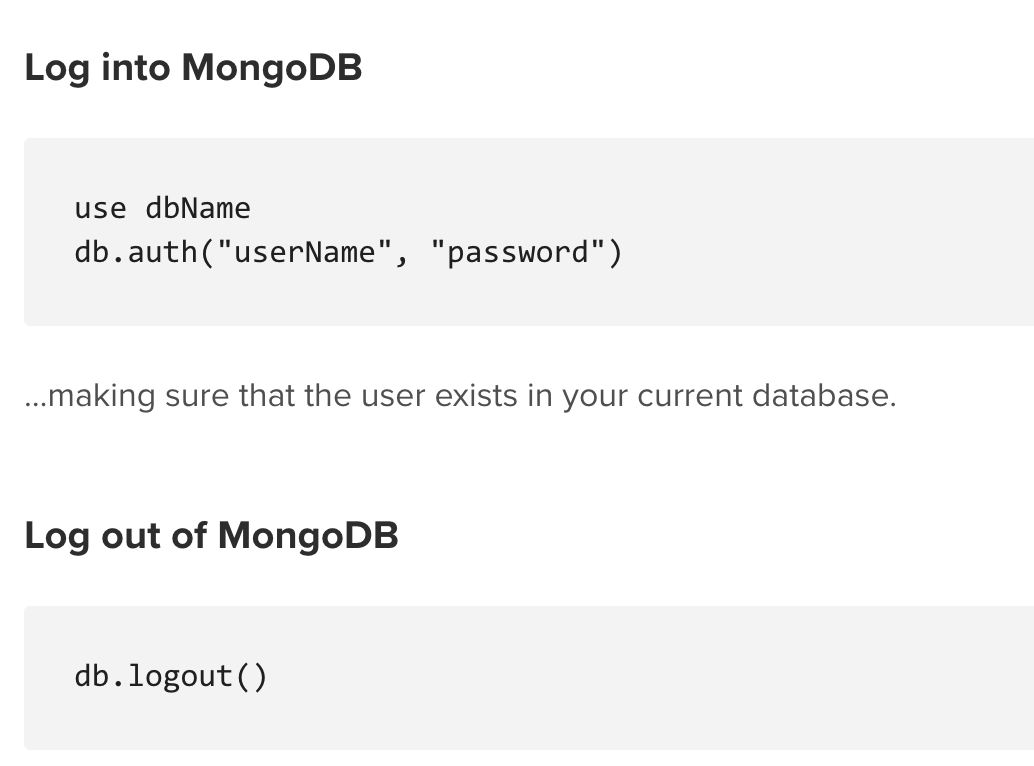 Log into MongoDB
use dbName
db.auth("userName", "password")
...making sure that the user exists in your current database.
Log out of MongoDB
db.logout()